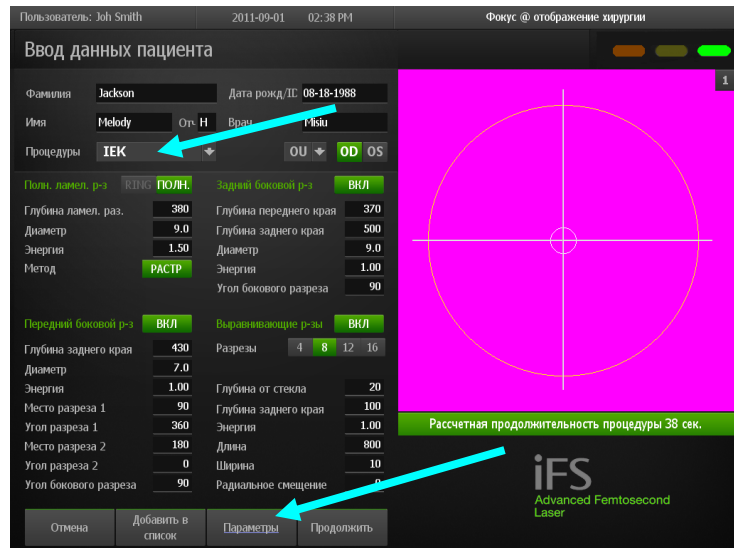 Пользователь: Joh Smith 2011-09-01 02:38 PM Фокус @ отображение хирургии
Ввод данных пациента
Фамилия Jackson Дата рожд/ІС 08-18-1988
1
Имя Melody Отч H Врач Misiu
Процедуры IEK OU OD OS
Полн. ламел. р-з RING ПОЛН. Задний боковой р-з ВКЛ
Глубина ламел. раз. 380 Глубина переднего края 370
Диаметр 9.0 Глубина заднего края 500
Энергия 1.50 Диаметр 9.0
Метод РАСТР Энергия 1.00
Угол бокового разреза 90
Передний боковой р-з ВКЛ Выравнивающие р-зы ВКЛ
Глубина заднего края 430 Разрезы 4 8 12 16
Диаметр 7.0
Энергия 1.00 Глубина от стекла 20
Место разреза 1 90 Глубина заднего края 100
Угол разреза 1 360 Энергия 1.00
Место разреза 2 180 Длина 800
Угол разреза 2 0 Ширина 10
Угол бокового разреза 90 Радиальное смещение
Рассчетная продолжительность процедуры 38 сек.
iFS
Advanced Femtosecond
Laser
Отмена Добавить в список Параметры Продолжить